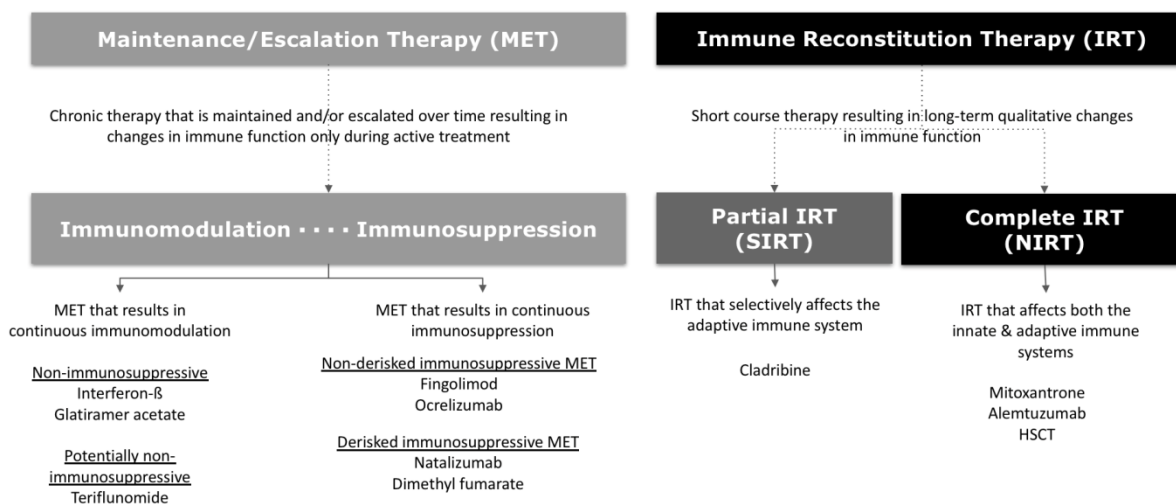 Maintenance/Escalation Therapy (MET)
Chronic therapy that is maintained and/or escalated over time resulting in
changes in immune function only during active treatment
Immunomodulation · · · · Immunosuppression
MET that results in
continuous immunomodulation
Non-immunosuppressive
Interferon-ß
Glatiramer acetate
Potentially non-
immunosuppressive
Teriflunomide
MET that results in continuous
immunosuppression
Non-derisked immunosuppressive MET
Fingolimod
Ocrelizumab
Derisked immunosuppressive MET
Natalizumab
Dimethyl fumarate
Immune Reconstitution Therapy (IRT)
Short course therapy resulting in long-term qualitative changes
in immune function
Partial IRT
(SIRT)
IRT that selectively affects the
adaptive immune system
Cladribine
Complete IRT
(NIRT)
IRT that affects both the
innate & adaptive immune
systems
Mitoxantrone
Alemtuzumab
HSCT